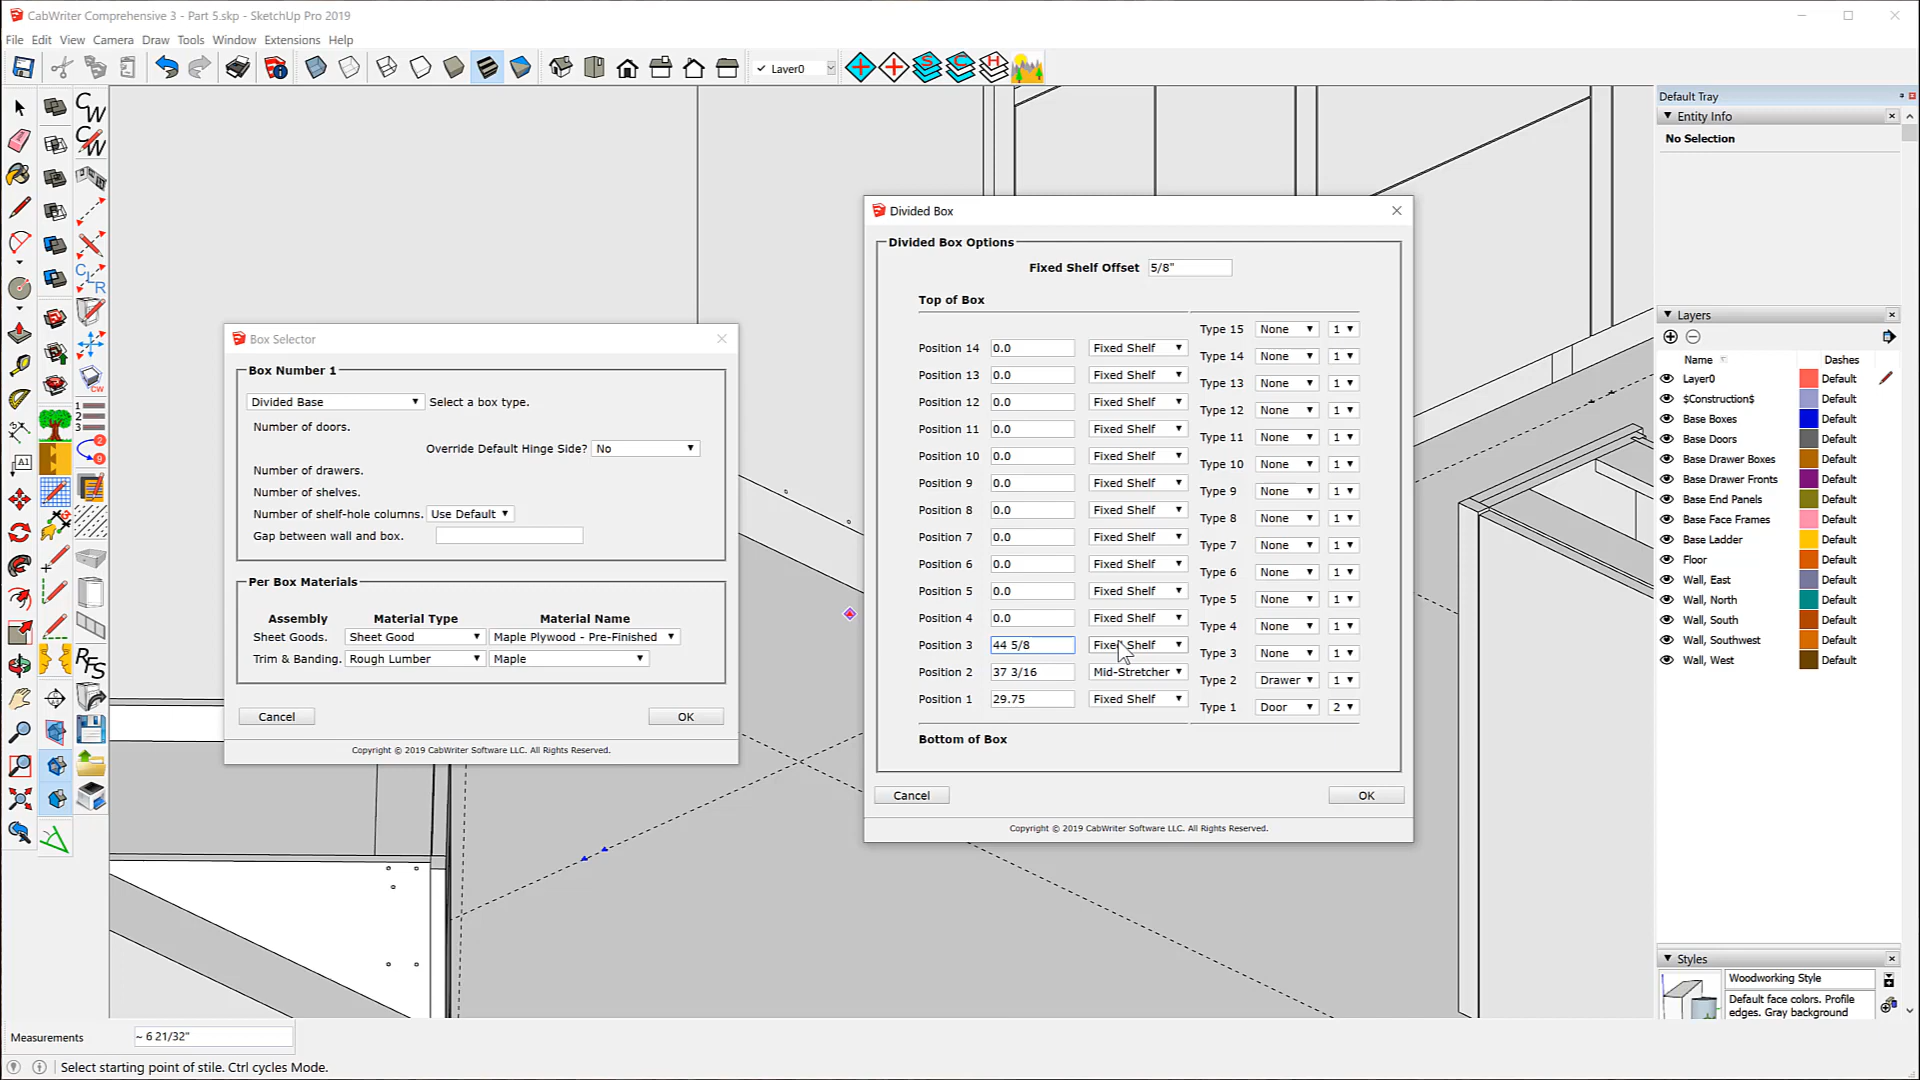 CabWriter Comprehensive 3 - Part 5.skp - SketchUp Pro 2019
File Edit View Camera Draw Tools Window Extensions Help
Layer0
Default Tray
Entity Info
No Selection
Divided Box
Divided Box Options
Fixed Shelf Offset 5/8"
Top of Box
Type 15 None 1
Position 14 0.0 Fixed Shelf
Type 14 None 1
Position 13 0.0 Fixed Shelf
Type 13 None 1
Position 12 0.0 Fixed Shelf
Type 12 None 1
Position 11 0.0 Fixed Shelf
Type 11 None 1
Position 10 0.0 Fixed Shelf
Type 10 None 1
Position 9 0.0 Fixed Shelf
Type 9 None 1
Position 8 0.0 Fixed Shelf
Type 8 None 1
Position 7 0.0 Fixed Shelf
Type 7 None 1
Position 6 0.0 Fixed Shelf
Type 6 None 1
Position 5 0.0 Fixed Shelf
Type 5 None 1
Position 4 0.0 Fixed Shelf
Type 4 None 1
Position 3 44 5/8 Fixed Shelf
Type 3 None 1
Position 2 37 3/16 Mid-Stretcher
Type 2 Drawer 1
Position 1 29.75 Fixed Shelf
Type 1 Door 2
Bottom of Box
Cancel OK
Copyright © 2019 CabWriter Software LLC. All Rights Reserved.
Box Selector
Box Number 1
Divided Base Select a box type.
Number of doors.
Override Default Hinge Side? No
Number of drawers.
Number of shelves.
Number of shelf-hole columns. Use Default
Gap between wall and box.
Per Box Materials
Assembly Material Type Material Name
Sheet Goods. Sheet Good Maple Plywood - Pre-Finished
Trim & Banding. Rough Lumber Maple
Cancel OK
Copyright © 2019 CabWriter Software LLC. All Rights Reserved.
Layers
Name Dashes
Layer0 Default
$Construction$ Default
Base Boxes Default
Base Doors Default
Base Drawer Boxes Default
Base Drawer Fronts Default
Base End Panels Default
Base Face Frames Default
Base Ladder Default
Floor Default
Wall, East Default
Wall, North Default
Wall, South Default
Wall, Southwest Default
Wall, West Default
Styles
Woodworking Style
Default face colors. Profile
edges. Gray background
CW
CW
CLR
CW
1
2
3
2
9
RFS
A1
S
C
H
Measurements ~ 6 21/32"
Select starting point of stile. Ctrl cycles Mode.